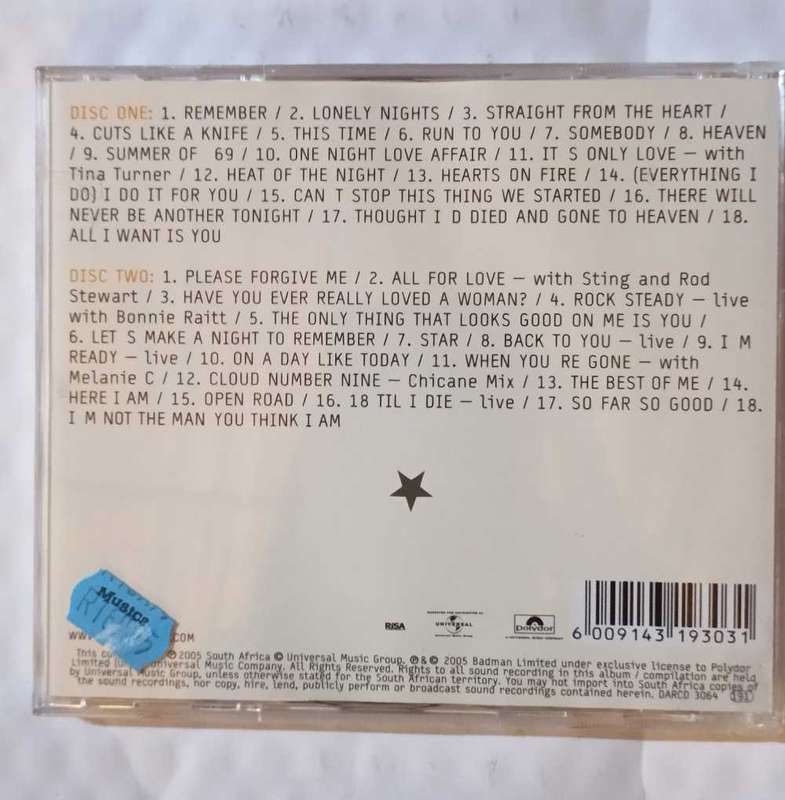 DISC ONE: 1. REMEMBER / 2. LONELY NIGHTS / 3. STRAIGHT FROM THE HEART /
4. CUTS LIKE A KNIFE / 5. THIS TIME / 6. RUN TO YOU / 7. SOMEBODY / 8. HEAVEN
/ 9. SUMMER OF 69 / 10. ONE NIGHT LOVE AFFAIR / 11. IT S ONLY LOVE — with
Tina Turner / 12. HEAT OF THE NIGHT / 13. HEARTS ON FIRE / 14. (EVERYTHING I
DO) I DO IT FOR YOU / 15. CAN T STOP THIS THING WE STARTED / 16. THERE WILL
NEVER BE ANOTHER TONIGHT / 17. THOUGHT I D DIED AND GONE TO HEAVEN / 18.
ALL I WANT IS YOU
DISC TWO: 1. PLEASE FORGIVE ME / 2. ALL FOR LOVE — with Sting and Rod
Stewart / 3. HAVE YOU EVER REALLY LOVED A WOMAN? / 4. ROCK STEADY — live
with Bonnie Raitt / 5. THE ONLY THING THAT LOOKS GOOD ON ME IS YOU /
6. LET S MAKE A NIGHT TO REMEMBER / 7. STAR / 8. BACK TO YOU — live / 9. I M
READY — live / 10. ON A DAY LIKE TODAY / 11. WHEN YOU RE GONE — with
Melanie C / 12. CLOUD NUMBER NINE — Chicane Mix / 13. THE BEST OF ME / 14.
HERE I AM / 15. OPEN ROAD / 16. 18 TIL I DIE — live / 17. SO FAR SO GOOD / 18.
I M NOT THE MAN YOU THINK I AM
Musica
RiSA
UNIVERSAL
polydor
6 009143 193031
.COM
This ℗ 2005 South Africa © Universal Music Group. ℗ & © 2005 Badman Limited under exclusive license to Polydor
Limited Universal Music Company. All Rights Reserved. Rights to all sound recording in this album / compilation are held
by Universal Music Group, unless otherwise stated for the South African territory. You may not import into South Africa copies of
the sound recordings, nor copy, hire, lend, publicly perform or broadcast sound recordings contained herein. DARCD 3064 191